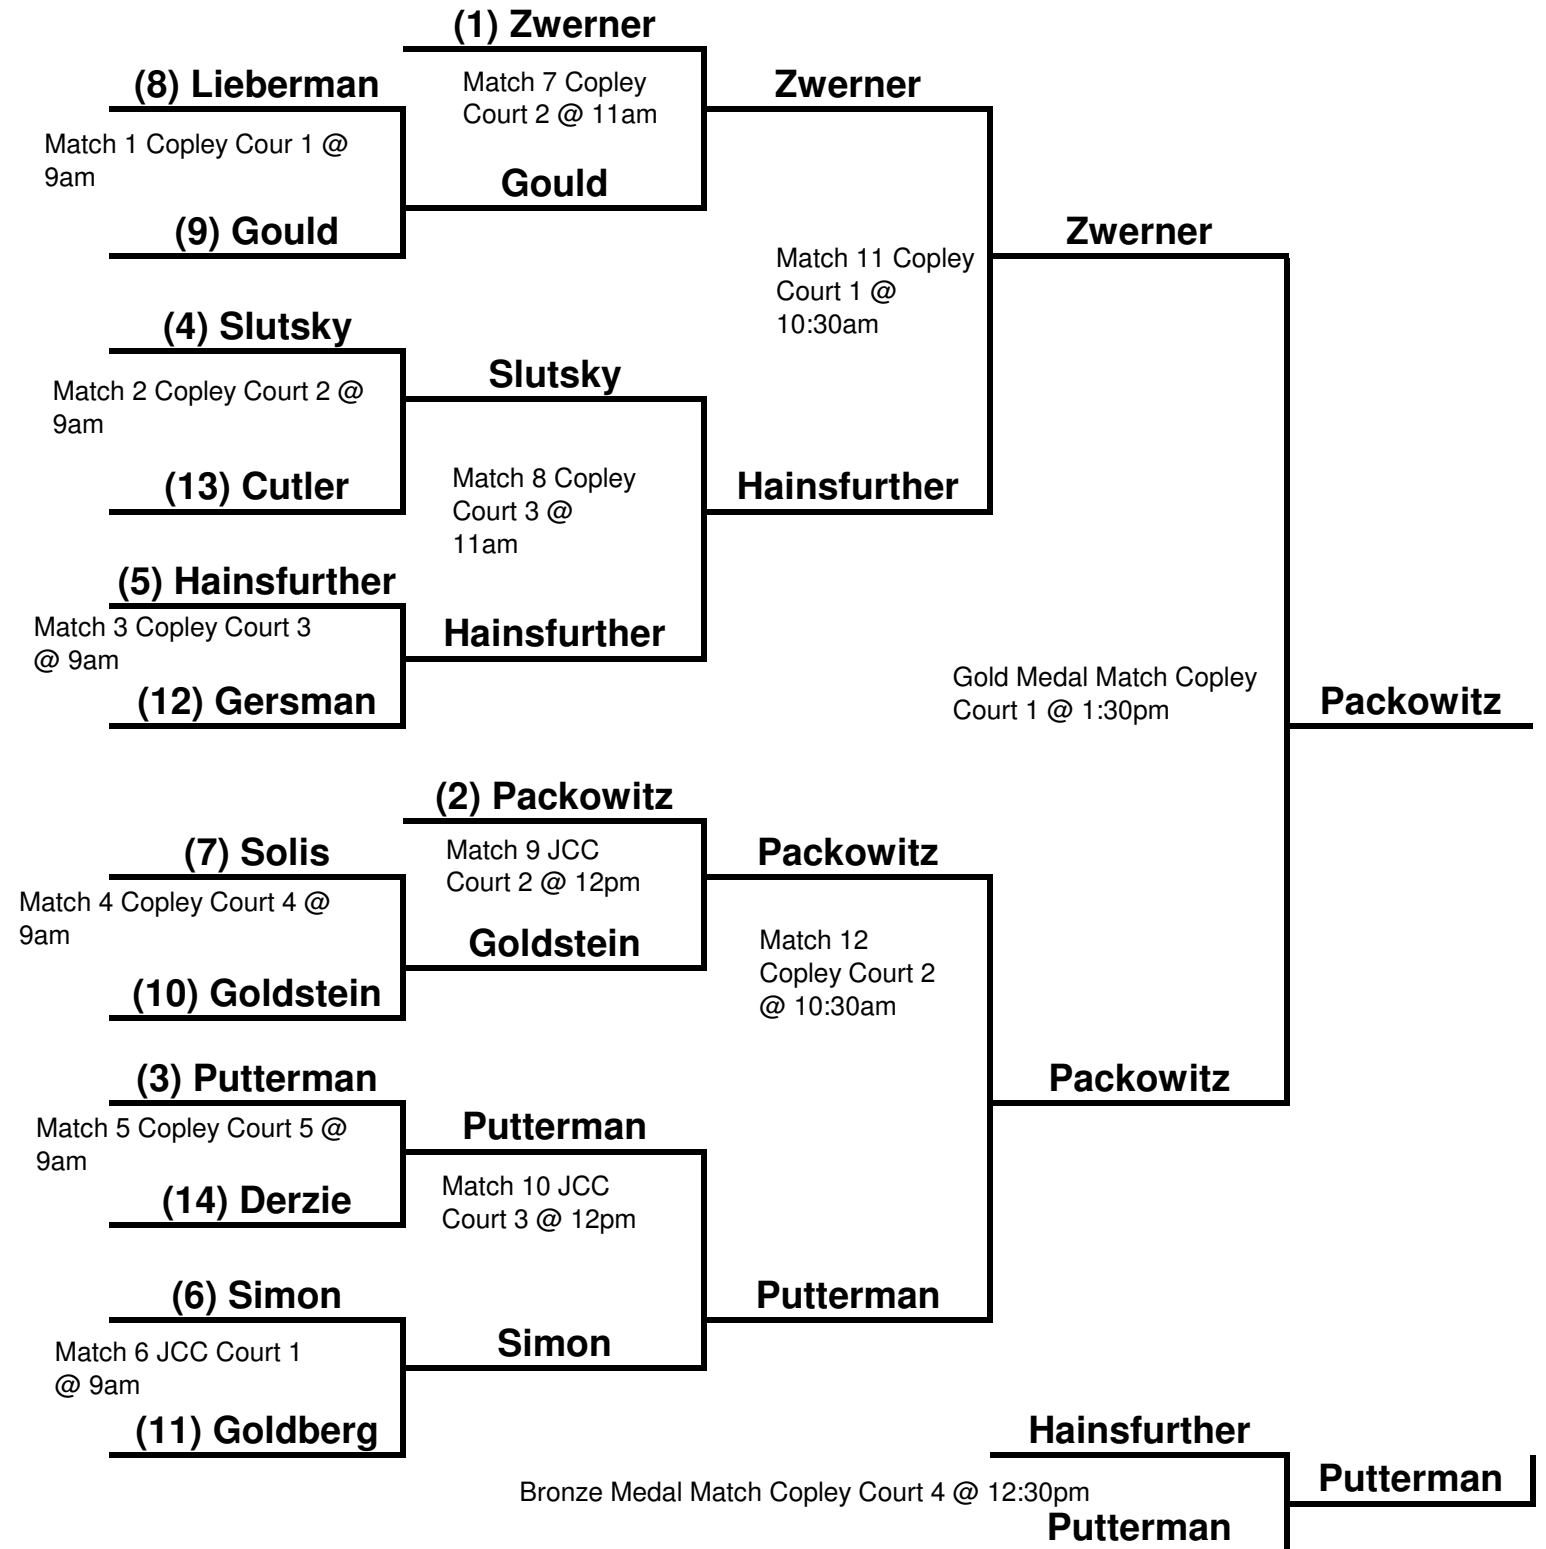 (1) Zwerner
(8) Lieberman
Match 7 Copley
Court 2 @ 11am
Zwerner
Match 1 Copley Cour 1 @
9am
Gould
(9) Gould
Zwerner
Match 11 Copley
Court 1 @
10:30am
(4) Slutsky
Slutsky
Match 2 Copley Court 2 @
9am
Match 8 Copley
Court 3 @
11am
(13) Cutler
Hainsfurther
(5) Hainsfurther
Match 3 Copley Court 3
@ 9am
Hainsfurther
(12) Gersman
Gold Medal Match Copley
Court 1 @ 1:30pm
Packowitz
(2) Packowitz
(7) Solis
Match 9 JCC
Court 2 @ 12pm
Packowitz
Match 4 Copley Court 4 @
9am
Goldstein
Match 12
Copley Court 2
@ 10:30am
(10) Goldstein
(3) Putterman
Packowitz
Match 5 Copley Court 5 @
9am
Putterman
(14) Derzie
Match 10 JCC
Court 3 @ 12pm
(6) Simon
Putterman
Simon
Match 6 JCC Court 1
@ 9am
(11) Goldberg
Hainsfurther
Putterman
Bronze Medal Match Copley Court 4 @ 12:30pm
Putterman